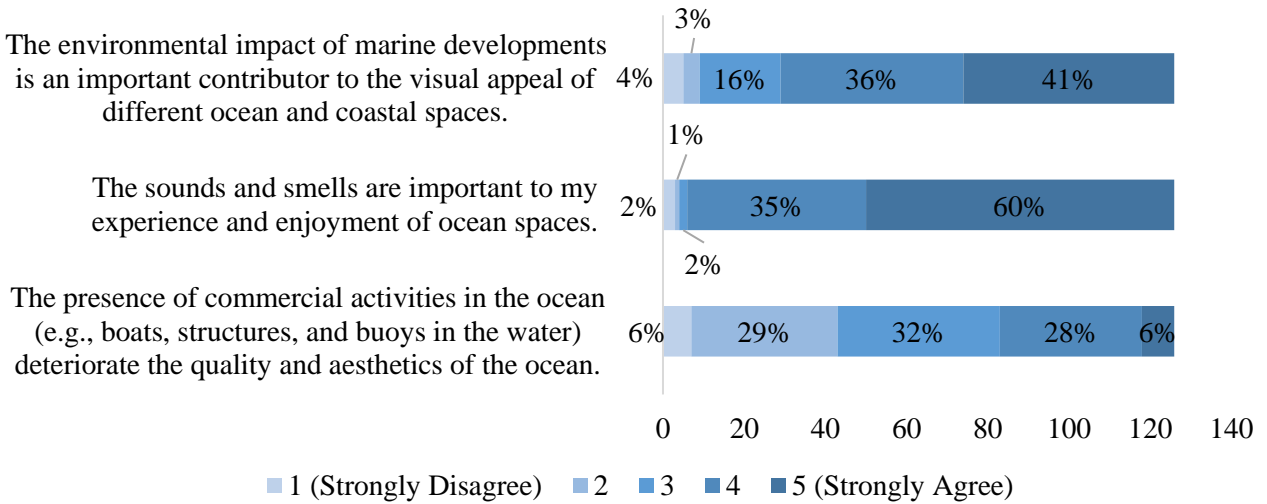 3%
The environmental impact of marine developments
is an important contributor to the visual appeal of
different ocean and coastal spaces.
4%
16%
36%
41%
1%
The sounds and smells are important to my
experience and enjoyment of ocean spaces.
2%
35%
60%
2%
The presence of commercial activities in the ocean
(e.g., boats, structures, and buoys in the water)
deteriorate the quality and aesthetics of the ocean.
6%
29%
32%
28%
6%
0 20 40 60 80 100 120 140
1 (Strongly Disagree) 2 3 4 5 (Strongly Agree)